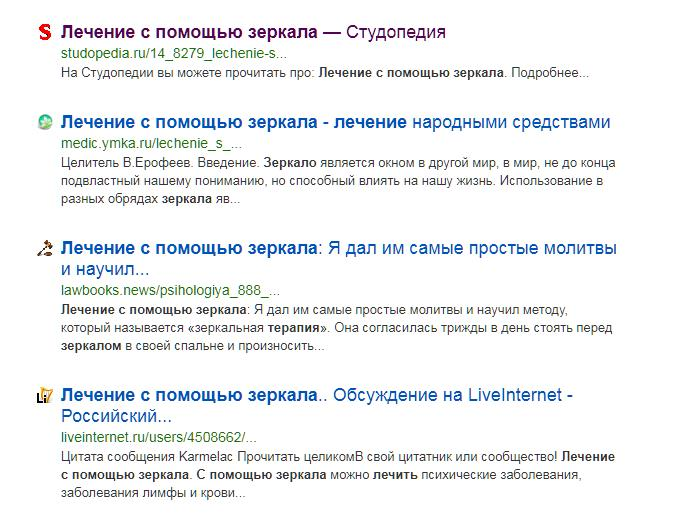 Лечение с помощью зеркала — Студопедия
studopedia.ru/14_8279_lechenie-s...
На Студопедии вы можете прочитать про: Лечение с помощью зеркала. Подробнее...
Лечение с помощью зеркала - лечение народными средствами
medic.ymka.ru/lechenie_s_...
Целитель В.Ерофеев. Введение. Зеркало является окном в другой мир, в мир, не до конца
подвластный нашему пониманию, но способный влиять на нашу жизнь. Использование в
разных обрядах зеркала яв...
Лечение с помощью зеркала: Я дал им самые простые молитвы
и научил...
lawbooks.news/psihologiya_888_...
Лечение с помощью зеркала: Я дал им самые простые молитвы и научил методу,
который называется «зеркальная терапия». Она согласилась трижды в день стоять перед
зеркалом в своей спальне и произносить...
Лечение с помощью зеркала.. Обсуждение на LiveInternet -
Российский...
liveinternet.ru/users/4508662/...
Цитата сообщения Karmelac Прочитать целикомВ свой цитатник или сообщество! Лечение
с помощью зеркала. С помощью зеркала можно лечить психические заболевания,
заболевания лимфы и крови...